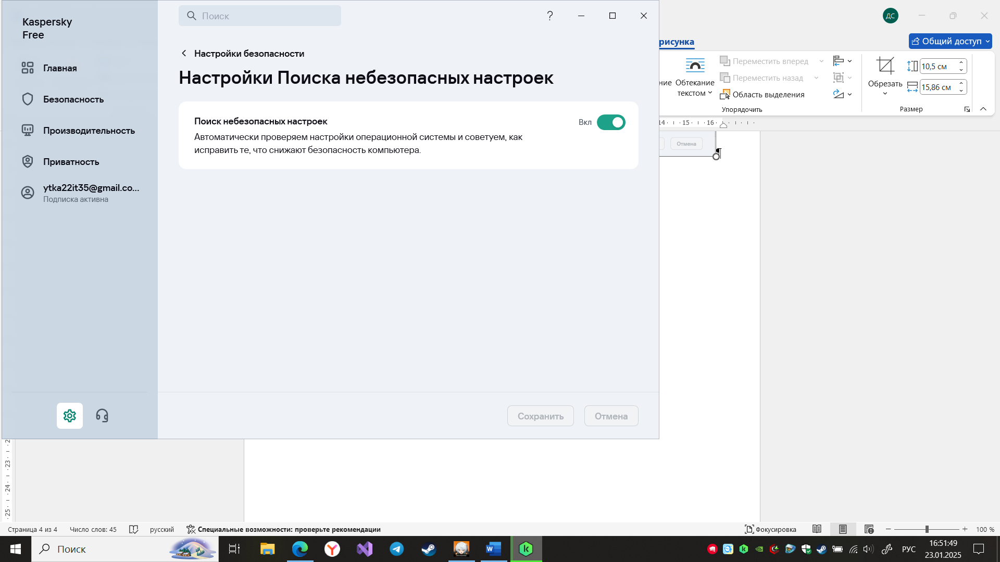 Kaspersky
Free
Главная
Безопасность
Производительность
Приватность
ytka22it35@gmail.co...
Подписка активна
Поиск
?
Настройки безопасности
Настройки Поиска небезопасных настроек
Поиск небезопасных настроек
Вкл
Автоматически проверяем настройки операционной системы и советуем, как
исправить те, что снижают безопасность компьютера.
Сохранить
Отмена
ДС
рисунка
Общий доступ
ние
Обтекание
текстом
Переместить вперед
Переместить назад
Область выделения
Упорядочить
Обрезать
10,5 см
15,86 см
Размер
14 15 16
Отмена
¶
2
23
24
25
Страница 4 из 4
Число слов: 45
русский
Специальные возможности: проверьте рекомендации
Фокусировка
100 %
Поиск
РУС
16:51:49
23.01.2025